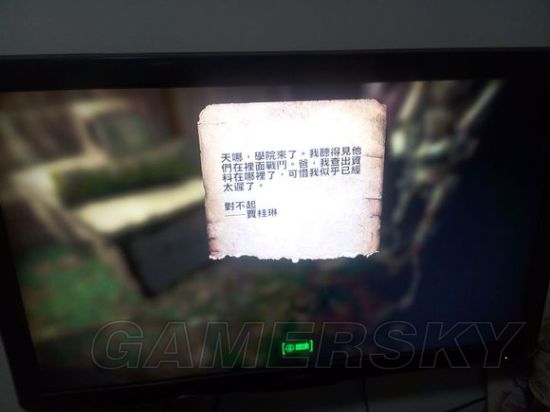 天哪，學院來了。我聽得見他
們在裡面戰鬥。爸，我查出資
料在哪裡了，可惜我似乎已經
太遲了。
對不起
——賈桂琳
GAMERSKY